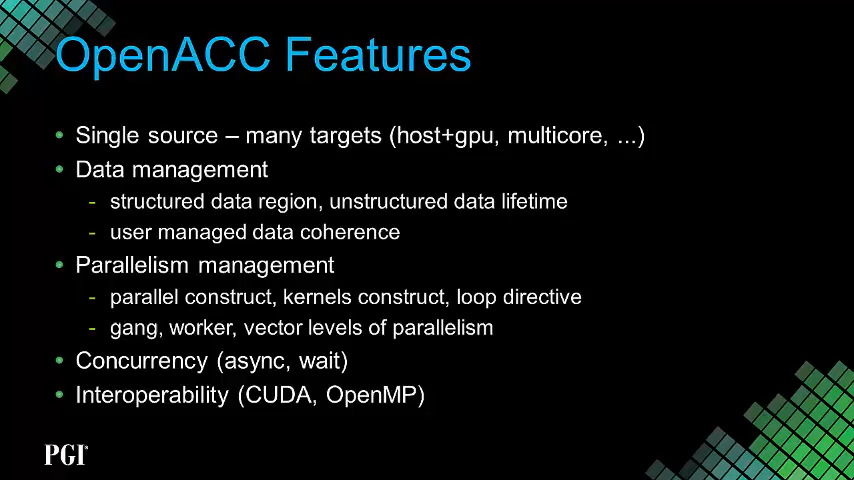 OpenACC Features
• Single source – many targets (host+gpu, multicore, ...)
• Data management
- structured data region, unstructured data lifetime
- user managed data coherence
• Parallelism management
- parallel construct, kernels construct, loop directive
- gang, worker, vector levels of parallelism
• Concurrency (async, wait)
• Interoperability (CUDA, OpenMP)
PGI®